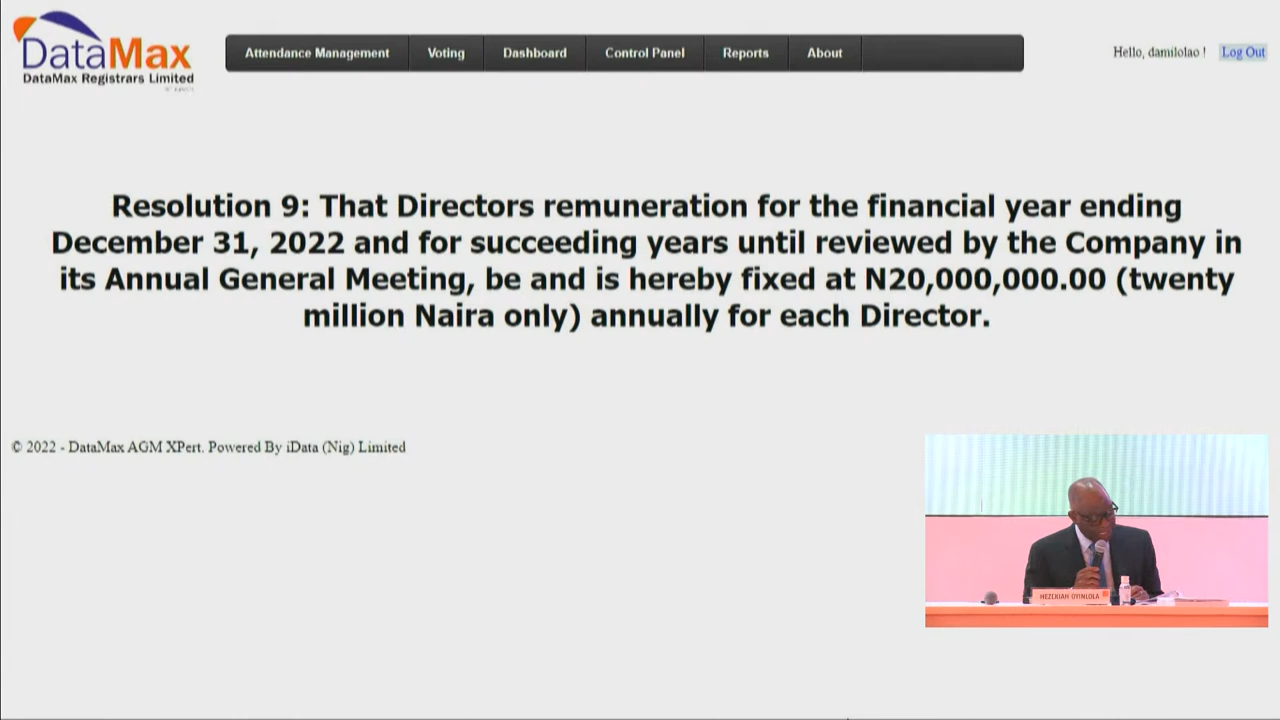 DataMax
DataMax Registrars Limited
Attendance Management Voting Dashboard Control Panel Reports About
Hello, damilolao ! Log Out
Resolution 9: That Directors remuneration for the financial year ending
December 31, 2022 and for succeeding years until reviewed by the Company in
its Annual General Meeting, be and is hereby fixed at N20,000,000.00 (twenty
million Naira only) annually for each Director.
© 2022 - DataMax AGM XPert. Powered By iData (Nig) Limited
HEZEKIAH OYINLOLA